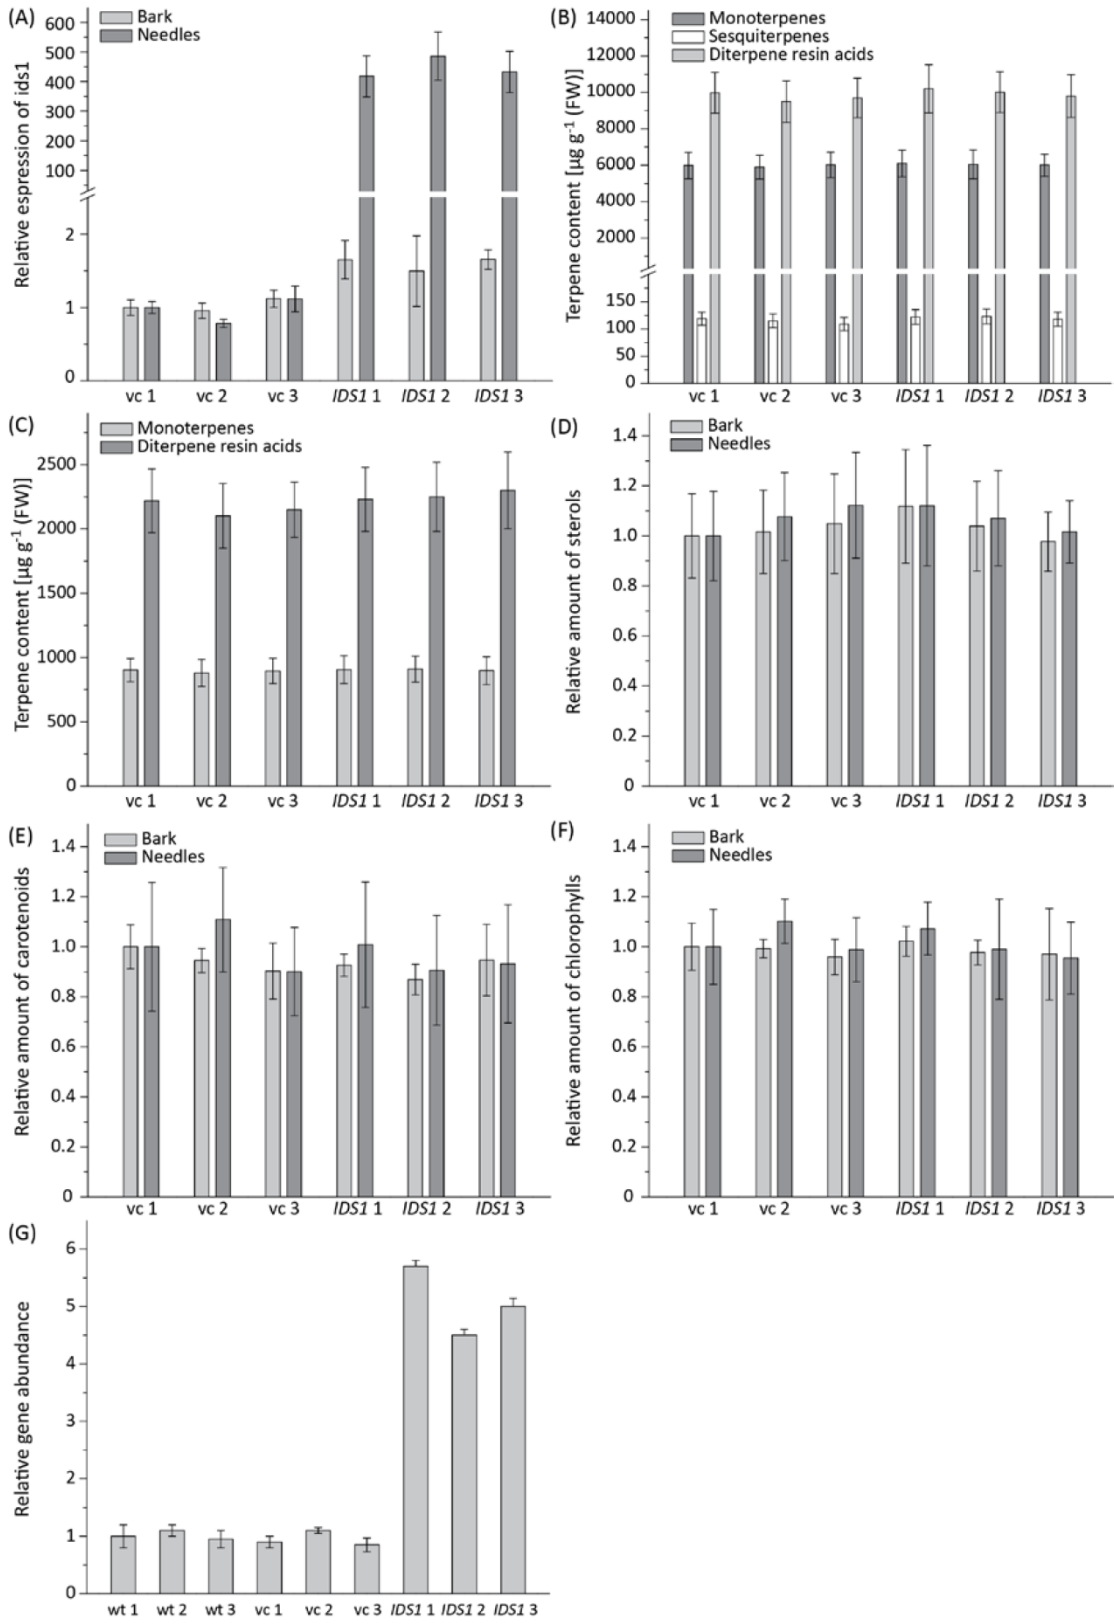 (A)
Bark
Needles
Relative espression of ids1
600
500
400
300
200
100
2
1
0
vc 1 vc 2 vc 3 IDS1 1 IDS1 2 IDS1 3
(B)
Monoterpenes
Sesquiterpenes
Diterpene resin acids
Terpene content [µg g-1 (FW)]
14000
12000
10000
8000
6000
4000
2000
150
100
50
0
vc 1 vc 2 vc 3 IDS1 1 IDS1 2 IDS1 3
(C)
Monoterpenes
Diterpene resin acids
Terpene content [µg g-1 (FW)]
2500
2000
1500
1000
500
0
vc 1 vc 2 vc 3 IDS1 1 IDS1 2 IDS1 3
(D)
Bark
Needles
Relative amount of sterols
1.4
1.2
1.0
0.8
0.6
0.4
0.2
0
vc 1 vc 2 vc 3 IDS1 1 IDS1 2 IDS1 3
(E)
Bark
Needles
Relative amount of carotenoids
1.4
1.2
1.0
0.8
0.6
0.4
0.2
0
vc 1 vc 2 vc 3 IDS1 1 IDS1 2 IDS1 3
(F)
Bark
Needles
Relative amount of chlorophylls
1.4
1.2
1.0
0.8
0.6
0.4
0.2
0
vc 1 vc 2 vc 3 IDS1 1 IDS1 2 IDS1 3
(G)
Relative gene abundance
6
5
4
3
2
1
0
wt 1 wt 2 wt 3 vc 1 vc 2 vc 3 IDS1 1 IDS1 2 IDS1 3